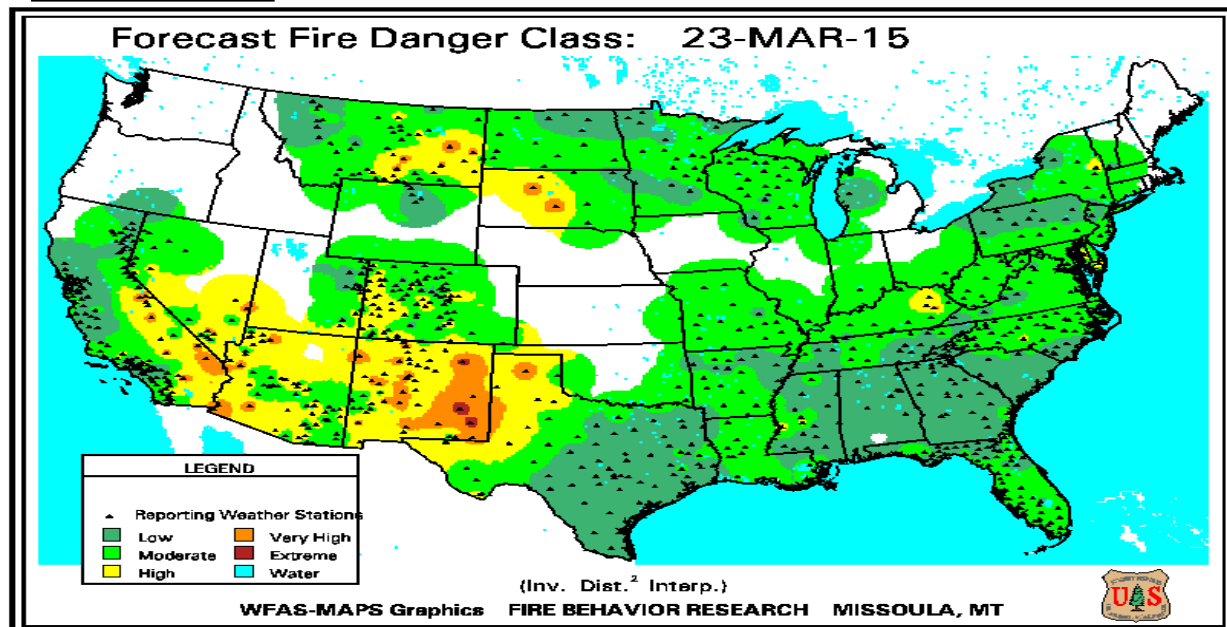 Forecast Fire Danger Class: 23-MAR-15
LEGEND
Reporting Weather Stations
Low
Very High
Moderate
Extreme
High
Water
(Inv. Dist.² Interp.)
WFAS-MAPS Graphics FIRE BEHAVIOR RESEARCH MISSOULA, MT
U S